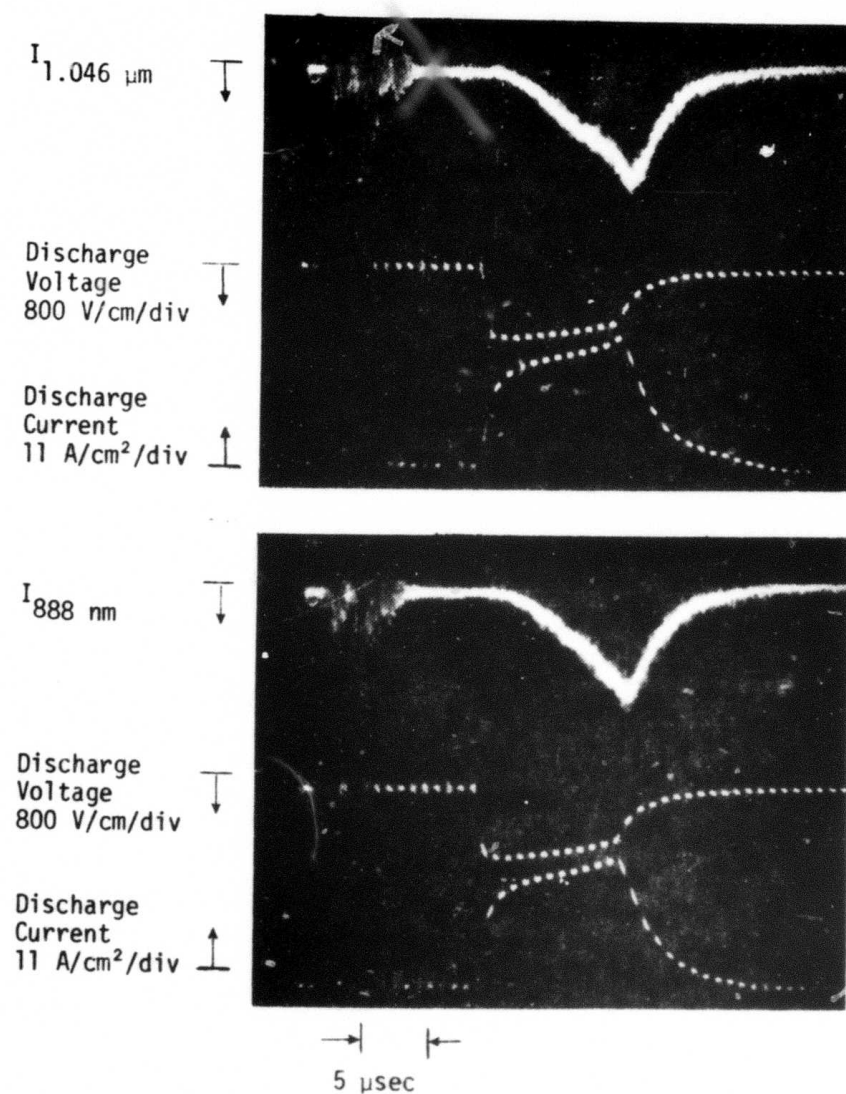 I1.046 µm
Discharge
Voltage
800 V/cm/div
Discharge
Current
11 A/cm²/div
I888 nm
Discharge
Voltage
800 V/cm/div
Discharge
Current
11 A/cm²/div
5 µsec